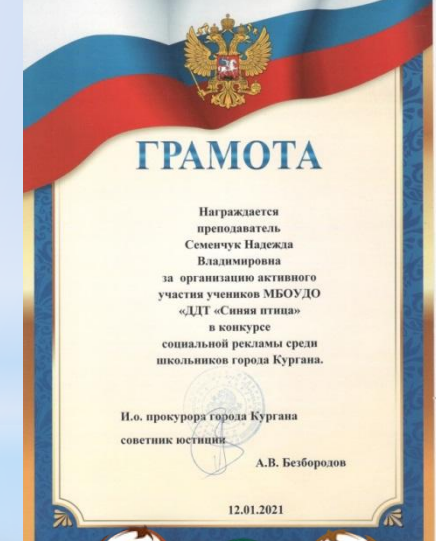 ГРАМОТА
Награждается
преподаватель
Семенчук Надежда
Владимировна
за организацию активного
участия учеников МБОУДО
«ДДТ «Синяя птица»
в конкурсе
социальной рекламы среди
школьников города Кургана.
И.о. прокурора города Кургана
советник юстиции
А.В. Безбородов
12.01.2021